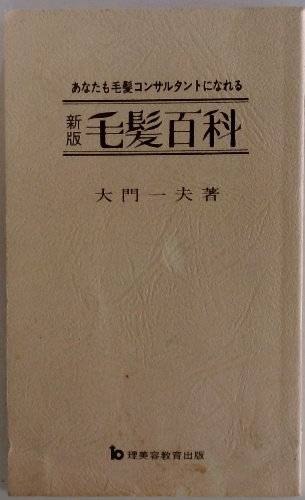 あなたも毛髪コンサルタントになれる
新版 毛髪百科
大門一夫著
理美容教育出版